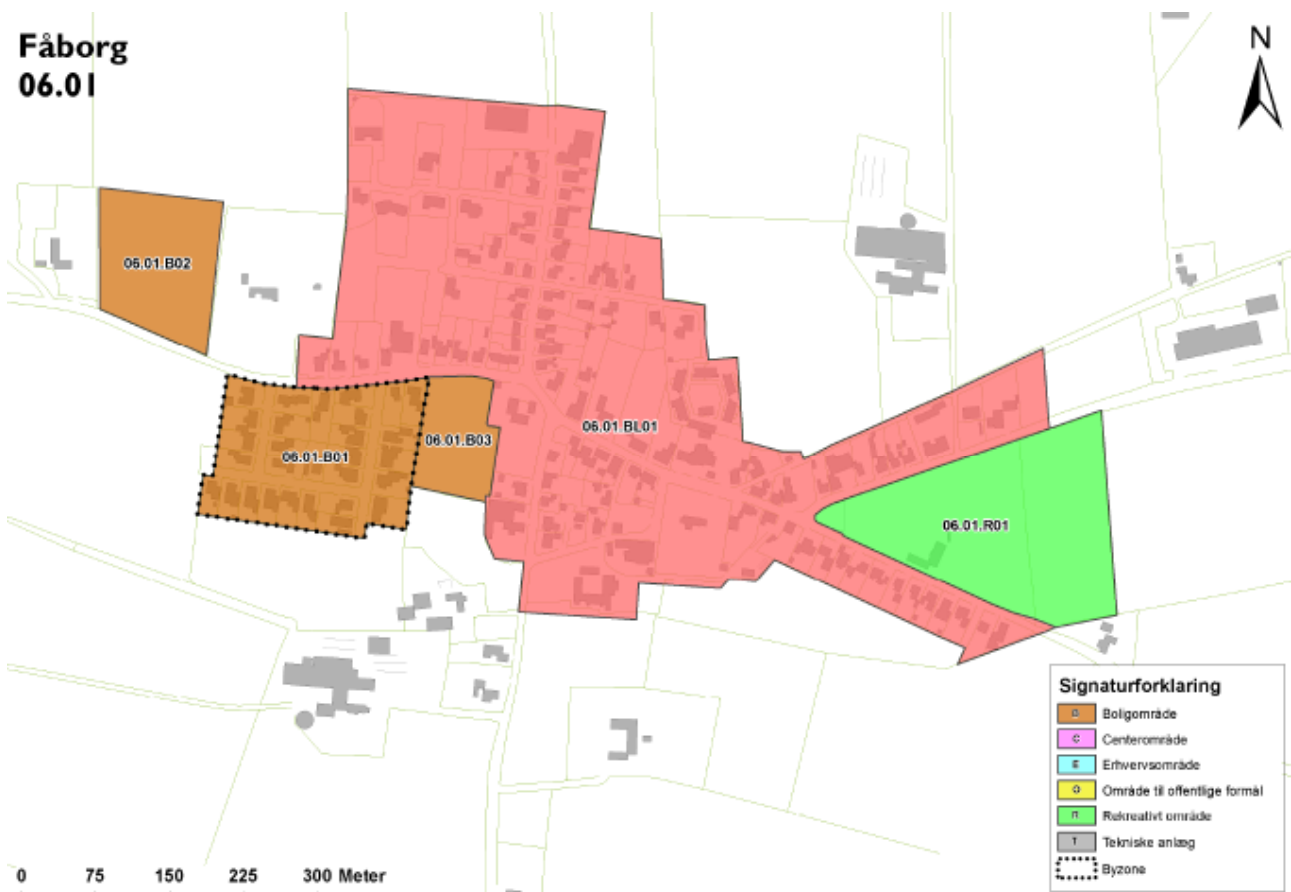 Fåborg
06.01
N
06.01.B02
06.01.BL01
06.01.B03
06.01.B01
06.01.R01
Signaturforklaring
B Boligområde
C Centerområde
E Erhvervsområde
O Område til offentlige formål
R Rekreativt område
T Tekniske anlæg
Byzone
0 75 150 225 300 Meter